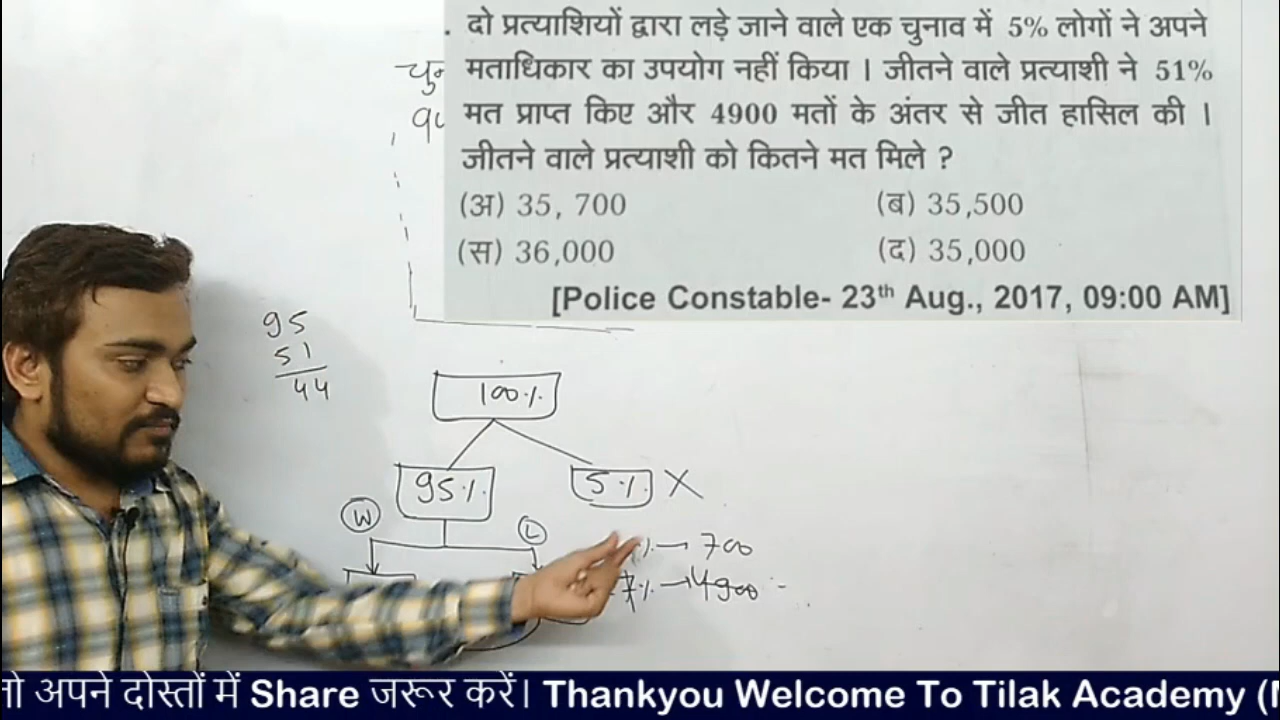 . दो प्रत्याशियों द्वारा लड़े जाने वाले एक चुनाव में 5% लोगों ने अपने
मताधिकार का उपयोग नहीं किया । जीतने वाले प्रत्याशी ने 51%
मत प्राप्त किए और 4900 मतों के अंतर से जीत हासिल की ।
जीतने वाले प्रत्याशी को कितने मत मिले ?
(अ) 35, 700 (ब) 35,500
(स) 36,000 (द) 35,000
[Police Constable- 23th Aug., 2017, 09:00 AM]
95
51
44
100%
95% 5% X
W L
% → 700
7% → 4900
अपने दोस्तों में Share जरूर करें। Thankyou Welcome To Tilak Academy